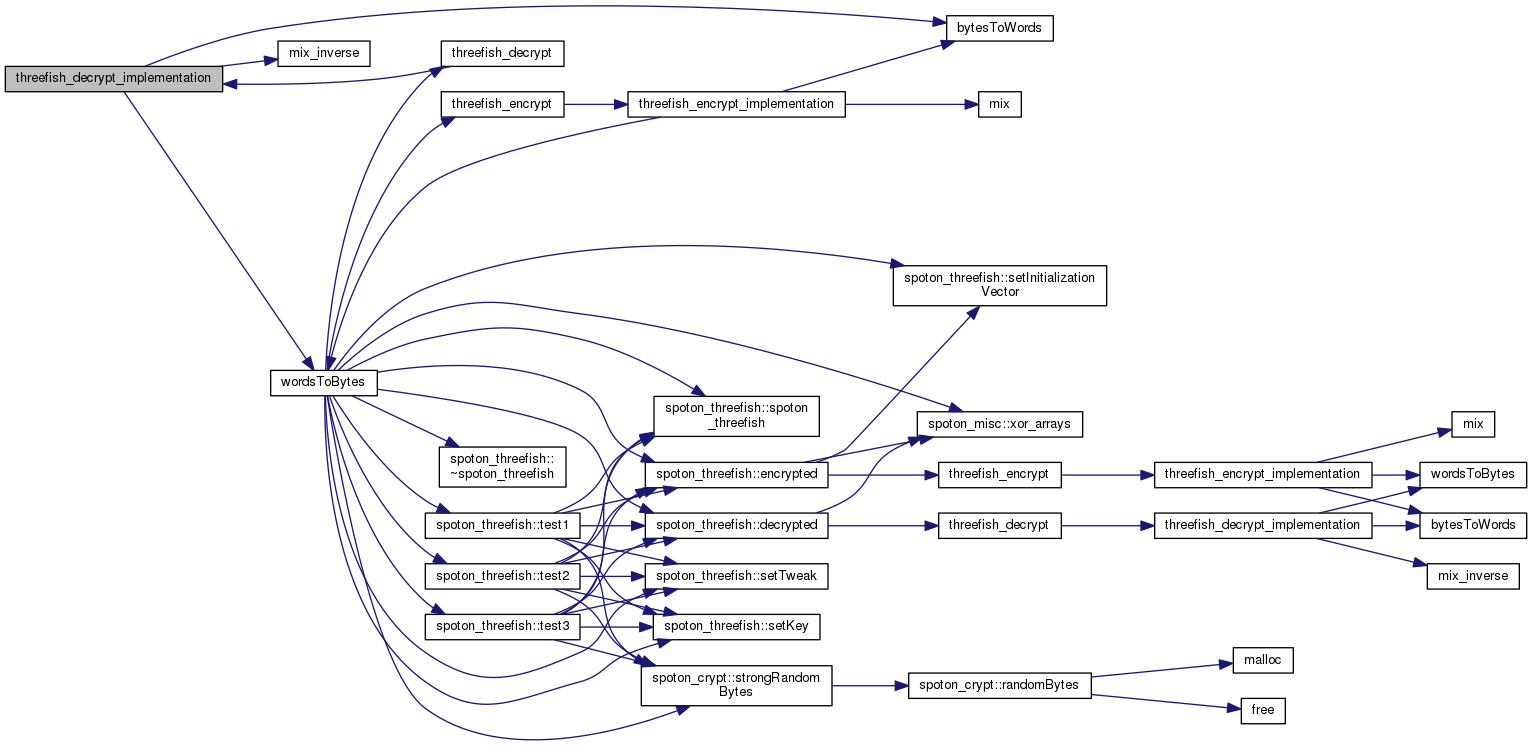 bytesToWords
mix_inverse
threefish_decrypt
threefish_decrypt_implementation
threefish_encrypt
threefish_encrypt_implementation
mix
spoton_threefish::setInitialization
Vector
wordsToBytes
spoton_threefish::spoton
_threefish
spoton_misc::xor_arrays
mix
spoton_threefish::
~spoton_threefish
spoton_threefish::encrypted
threefish_encrypt
threefish_encrypt_implementation
wordsToBytes
spoton_threefish::test1
spoton_threefish::decrypted
threefish_decrypt
threefish_decrypt_implementation
bytesToWords
spoton_threefish::test2
spoton_threefish::setTweak
mix_inverse
spoton_threefish::test3
spoton_threefish::setKey
spoton_crypt::strongRandom
Bytes
spoton_crypt::randomBytes
malloc
free